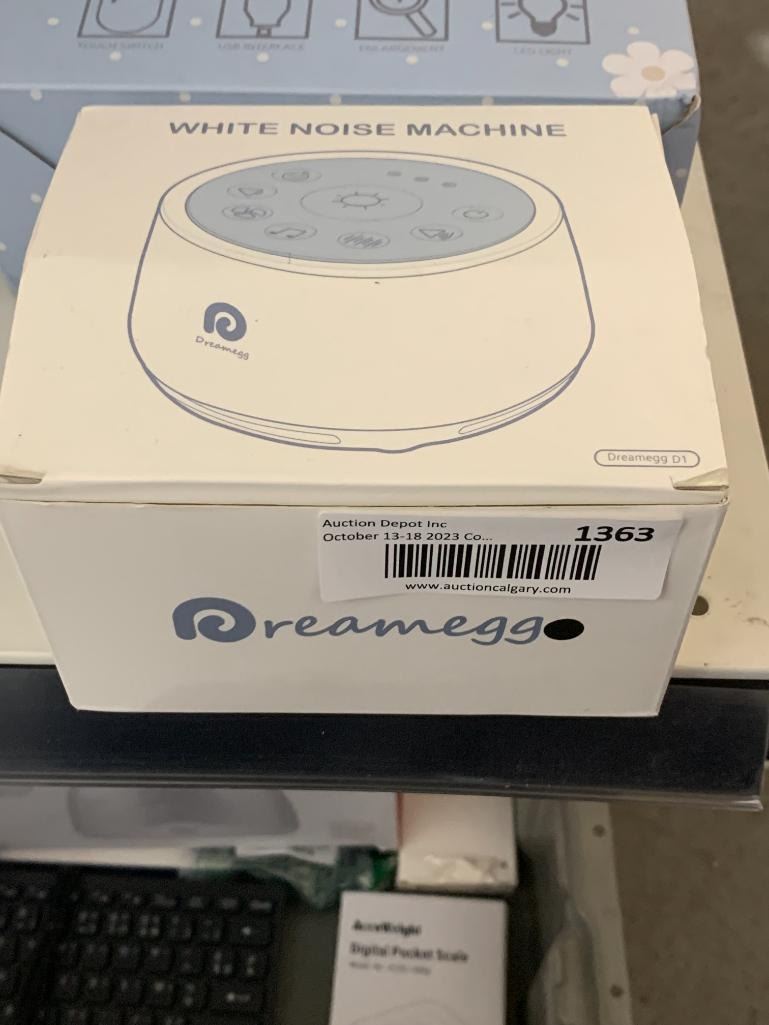 TOUCH SWITCH
USB INTERFACE
ENLARGEMENT
LED LIGHT
WHITE NOISE MACHINE
Dreamegg
Dreamegg D1
Auction Depot Inc
October 13-18 2023 Co...
1363
www.auctioncalgary.com
Dreamegg
AccuWeight
Digital Pocket Scale